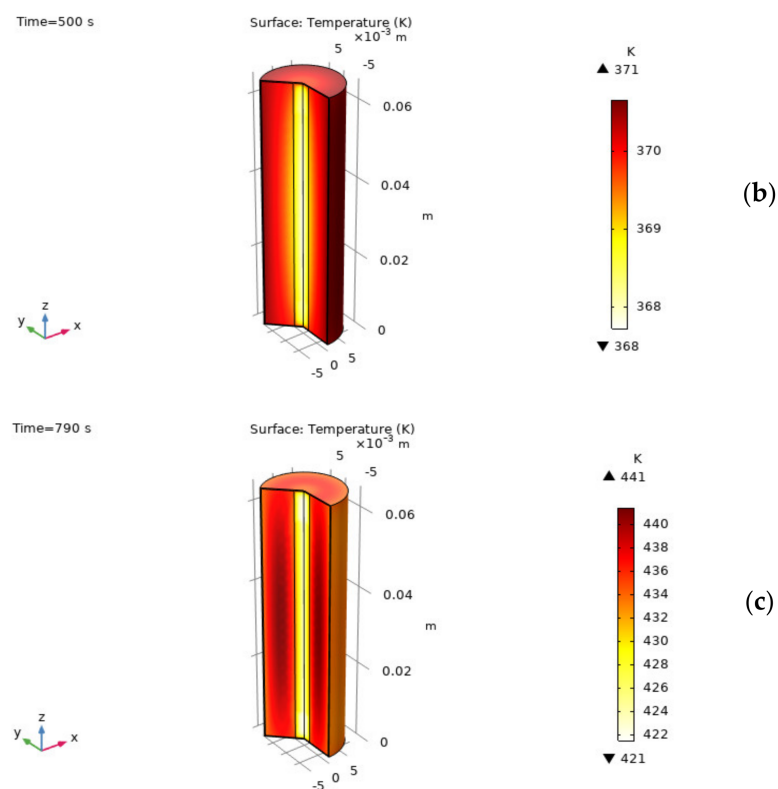 Time=500 s
Surface: Temperature (K)
×10⁻³ m
5
-5
0.06
0.04
m
0.02
0
5
0
-5
z
y
x
K
▲ 371
370
369
368
▼ 368
(b)
Time=790 s
Surface: Temperature (K)
×10⁻³ m
5
-5
0.06
0.04
m
0.02
0
5
0
-5
z
y
x
K
▲ 441
440
438
436
434
432
430
428
426
424
422
▼ 421
(c)